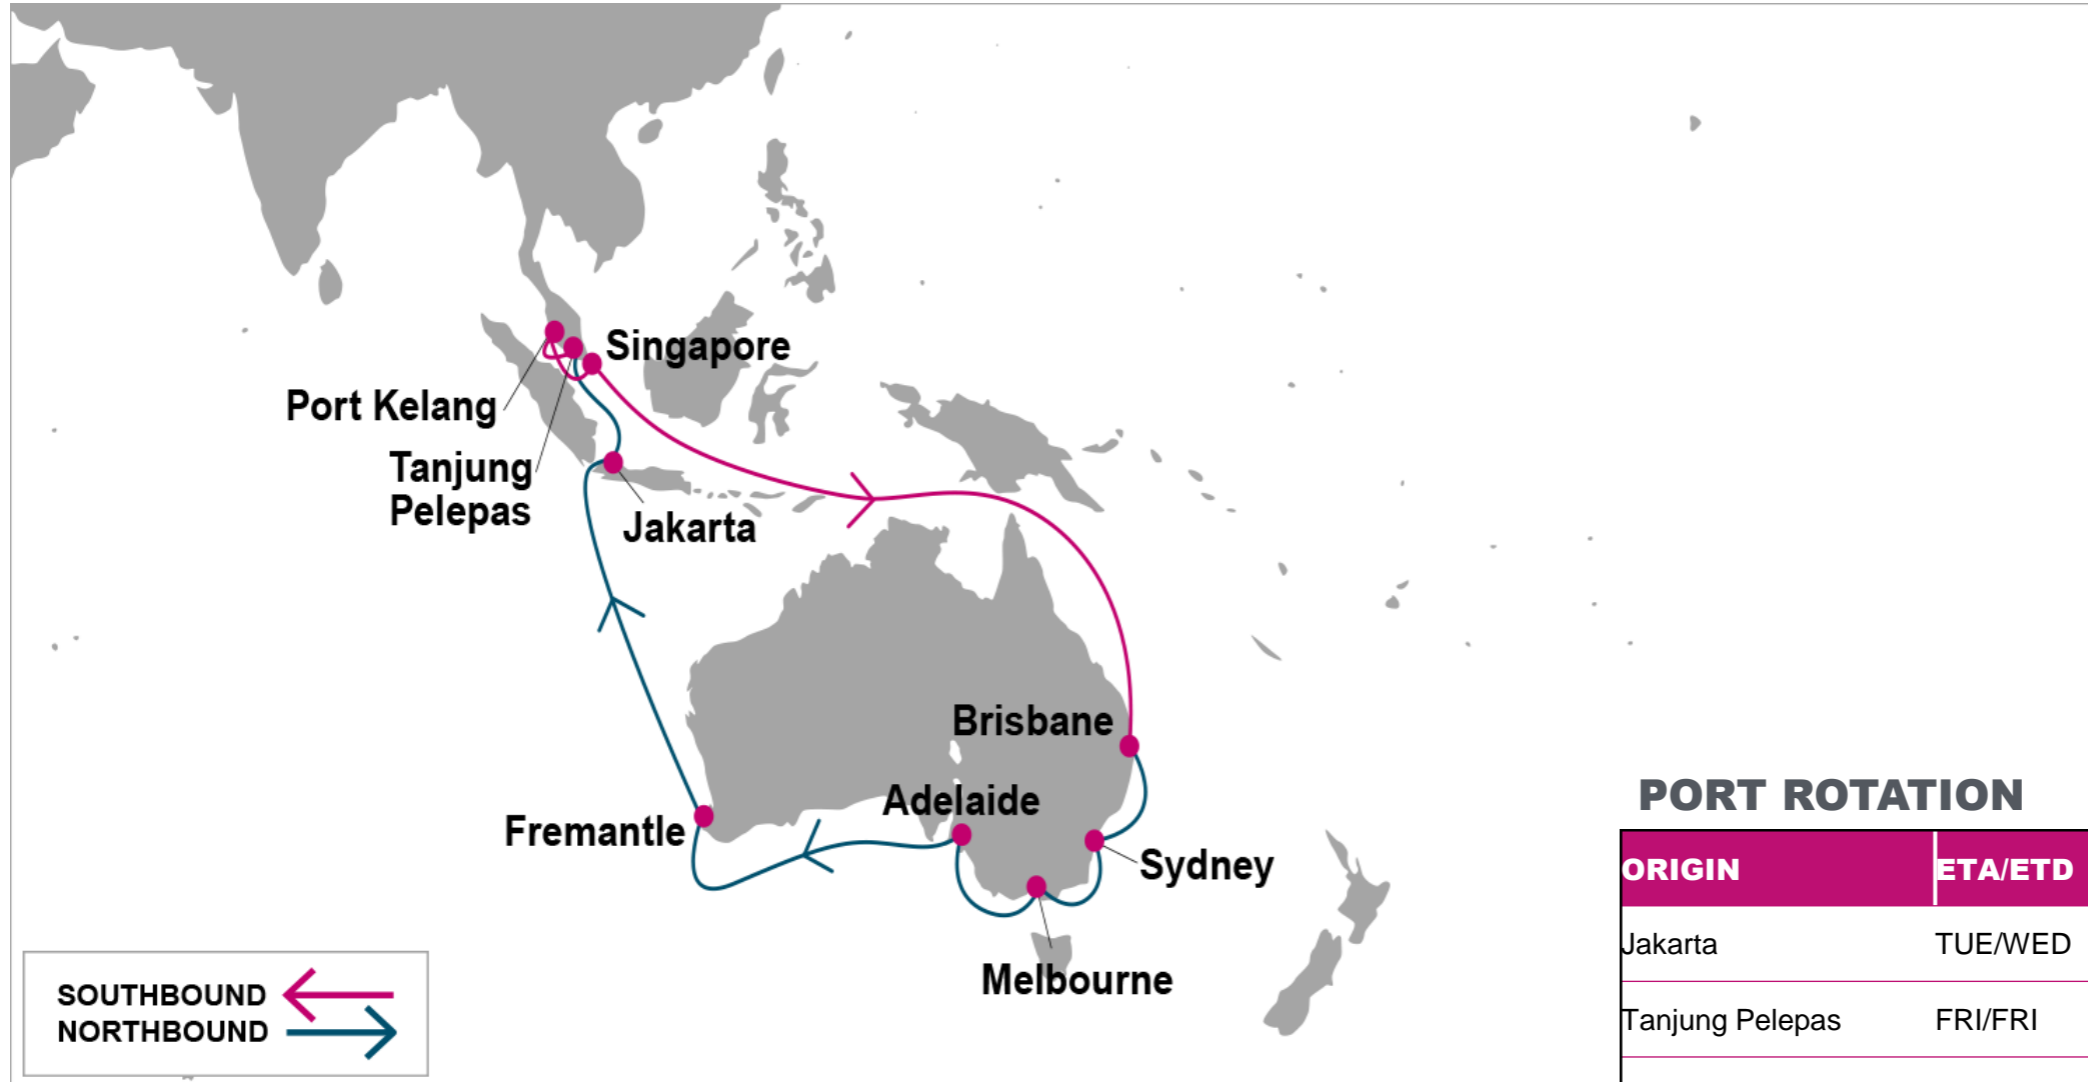 Singapore
Port Kelang
Tanjung
Pelepas
Jakarta
Brisbane
Adelaide
Fremantle
Sydney
Melbourne
SOUTHBOUND
NORTHBOUND
PORT ROTATION
ORIGIN ETA/ETD
Jakarta TUE/WED
Tanjung Pelepas FRI/FRI